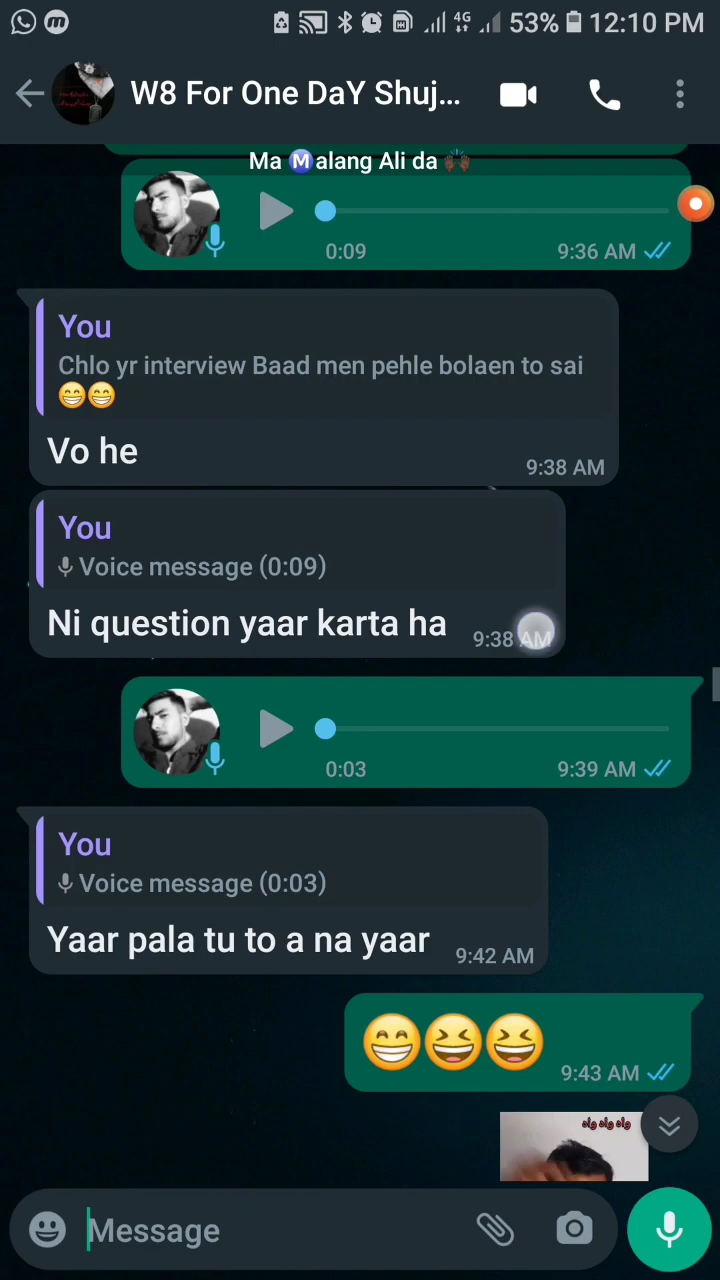 4G 53% 12:10 PM
W8 For One DaY Shuj...
Ma Ⓜ️alang Ali da 🙌🏾
0:09 9:36 AM
You
Chlo yr interview Baad men pehle bolaen to sai
😁😁
Vo he 9:38 AM
You
Voice message (0:09)
Ni question yaar karta ha 9:38 AM
0:03 9:39 AM
You
Voice message (0:03)
Yaar pala tu to a na yaar 9:42 AM
😁😆😆 9:43 AM
واہ واہ واہ
Message